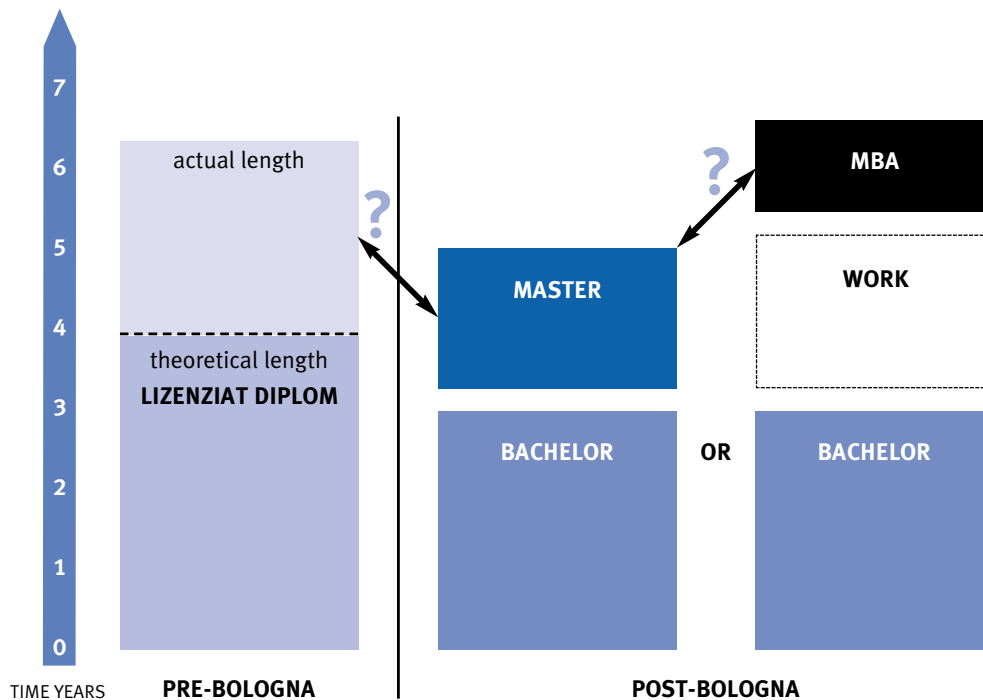 7
6
5
4
3
2
1
0
TIME YEARS
actual length
theoretical length
LIZENZIAT DIPLOM
PRE-BOLOGNA
?
MASTER
BACHELOR
OR
?
MBA
WORK
BACHELOR
POST-BOLOGNA